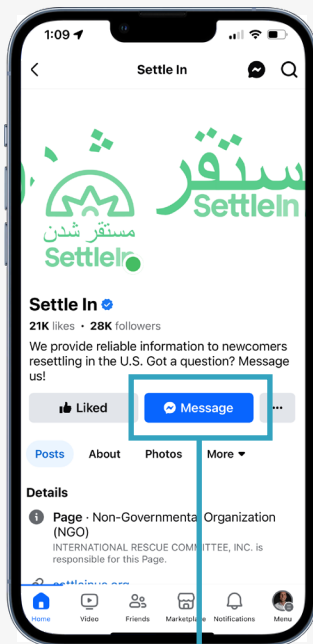 1:09
Settle In
مستقر شدن
SettleIn
مستقر
SettleIn
Settle In
21K likes • 28K followers
We provide reliable information to newcomers
resettling in the U.S. Got a question? Message
us!
Liked
Message
...
Posts About Photos More
Details
Page · Non-Governmental Organization
(NGO)
INTERNATIONAL RESCUE COMMITTEE, INC. is
responsible for this Page.
settleinus.org
Home Video Friends Marketplace Notifications Menu